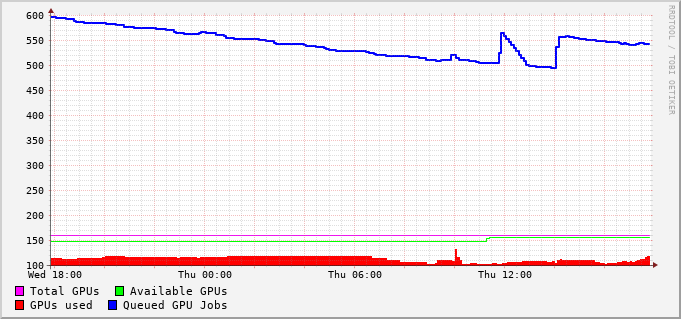 RRDTOOL / TOBI OETIKER
600
550
500
450
400
350
300
250
200
150
100
Wed 18:00 Thu 00:00 Thu 06:00 Thu 12:00
Total GPUs Available GPUs
GPUs used Queued GPU Jobs